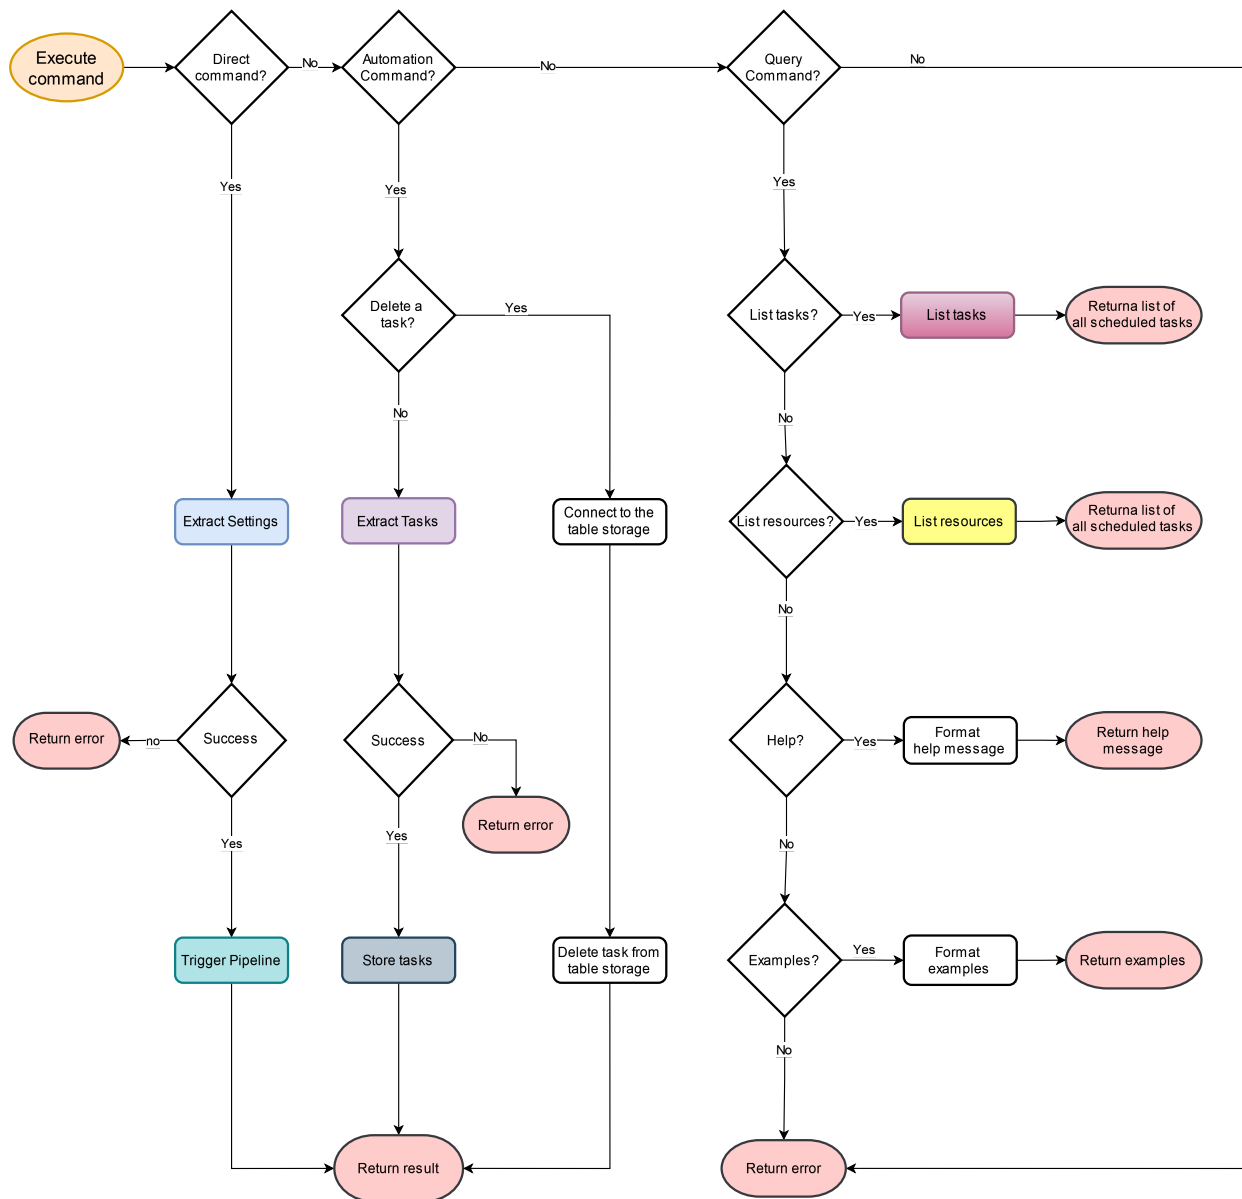 Execute
command
Direct
command?
No
Automation
Command?
No
Query
Command?
No
Yes
Yes
Yes
Delete a
task?
Yes
List tasks?
Yes
List tasks
Returna list of
all scheduled tasks
No
No
Extract Settings
Extract Tasks
Connect to the
table storage
List resources?
Yes
List resources
Returna list of
all scheduled tasks
No
Return error
no
Success
Success
No
Return error
Help?
Yes
Format
help message
Return help
message
Yes
Yes
No
Trigger Pipeline
Store tasks
Delete task from
table storage
Examples?
Yes
Format
examples
Return examples
No
Return result
Return error